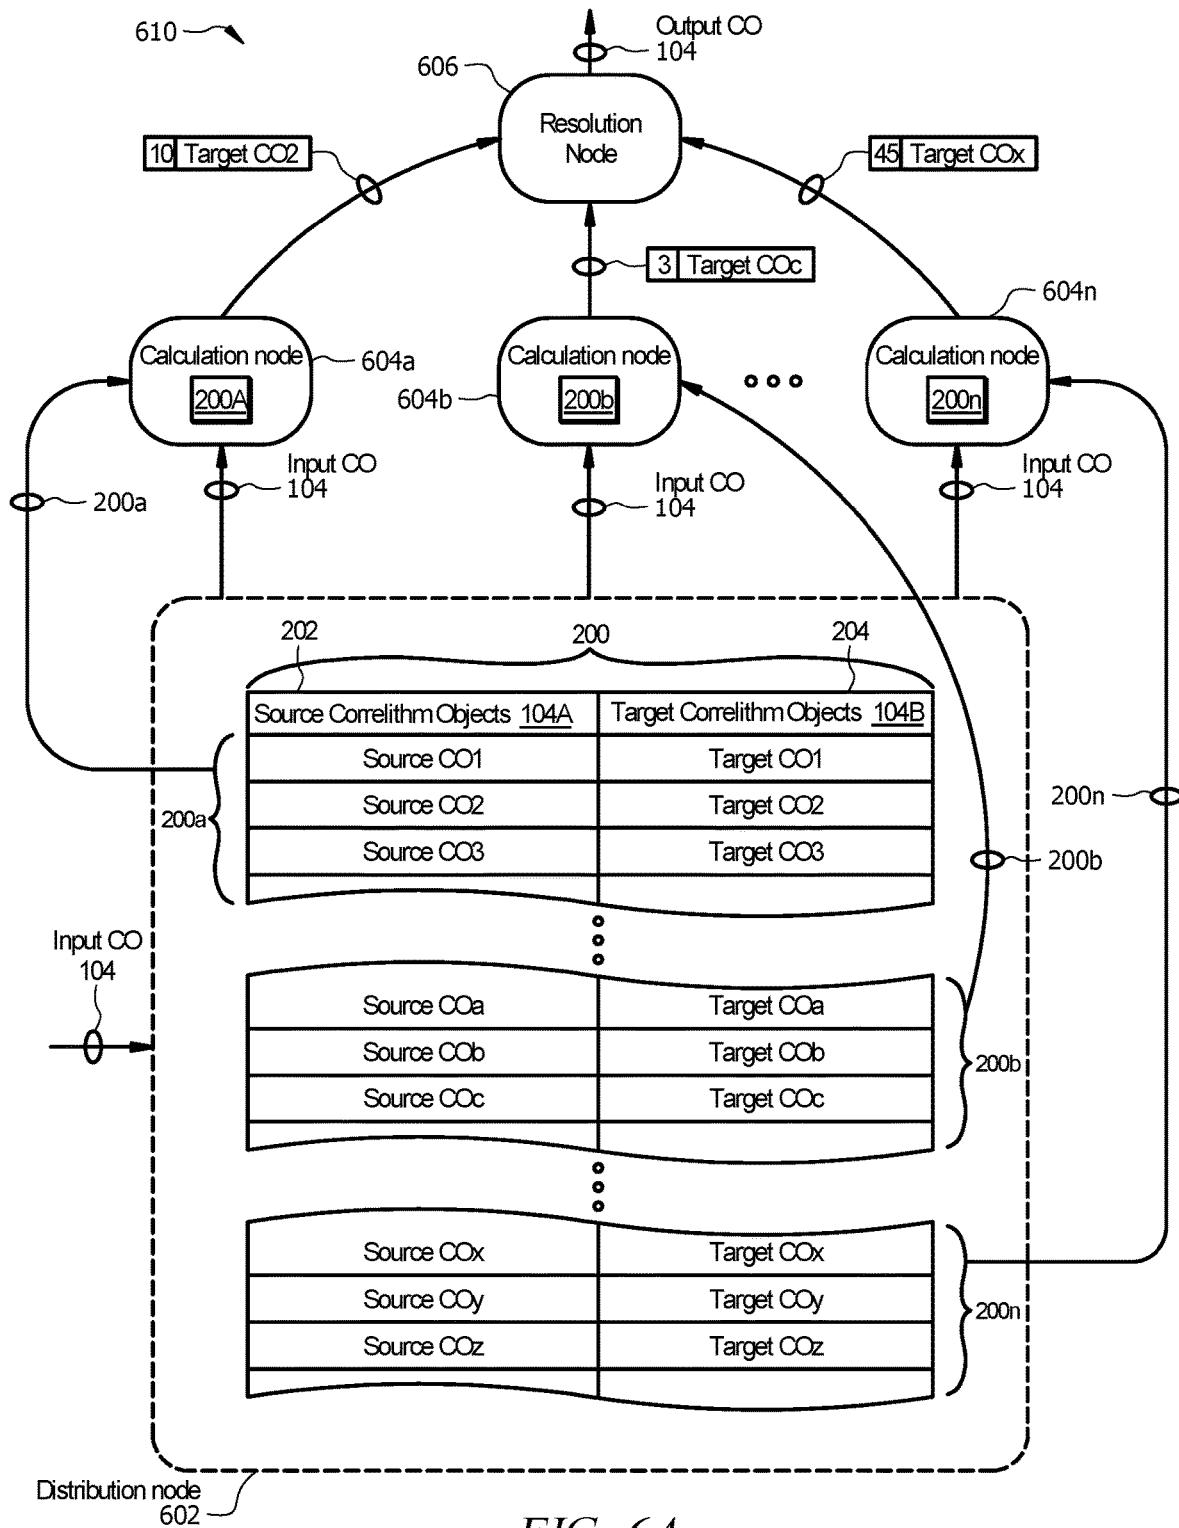 610
Output CO
104
606
Resolution
Node
10 Target CO2
45 Target COx
3 Target COc
604n
Calculation node
200A
604a
Calculation node
200b
604b
Calculation node
200n
Input CO
104
Input CO
104
Input CO
104
200a
202
200
204
Source Correlithm Objects 104A Target Correlithm Objects 104B
Source CO1 Target CO1
Source CO2 Target CO2
Source CO3 Target CO3
200a
200n
200b
Input CO
104
Source COa Target COa
Source COb Target COb
Source COc Target COc
200b
Source COx Target COx
Source COy Target COy
Source COz Target COz
200n
Distribution node
602
FIG. 6A